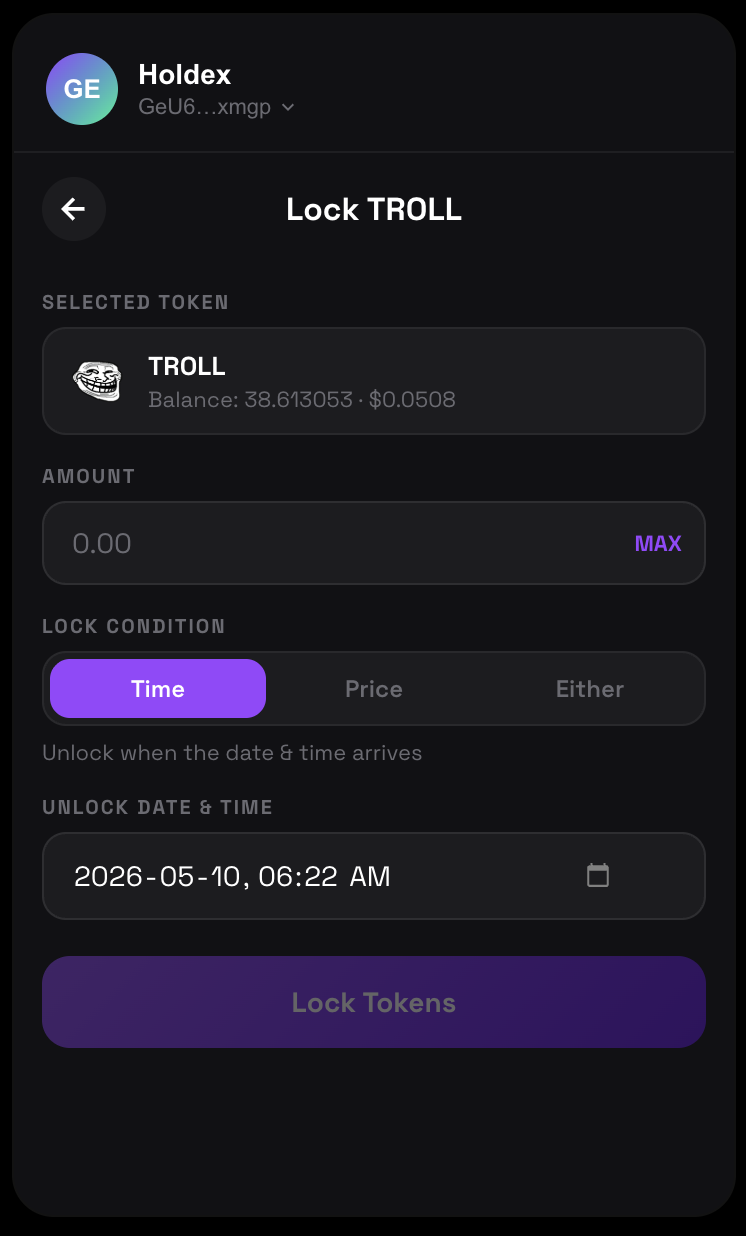 GE
Holdex
GeU6...xmgp
Lock TROLL
SELECTED TOKEN
TROLL
Balance: 38.613053 · $0.0508
AMOUNT
0.00
MAX
LOCK CONDITION
Time
Price
Either
Unlock when the date & time arrives
UNLOCK DATE & TIME
2026-05-10, 06:22 AM
Lock Tokens